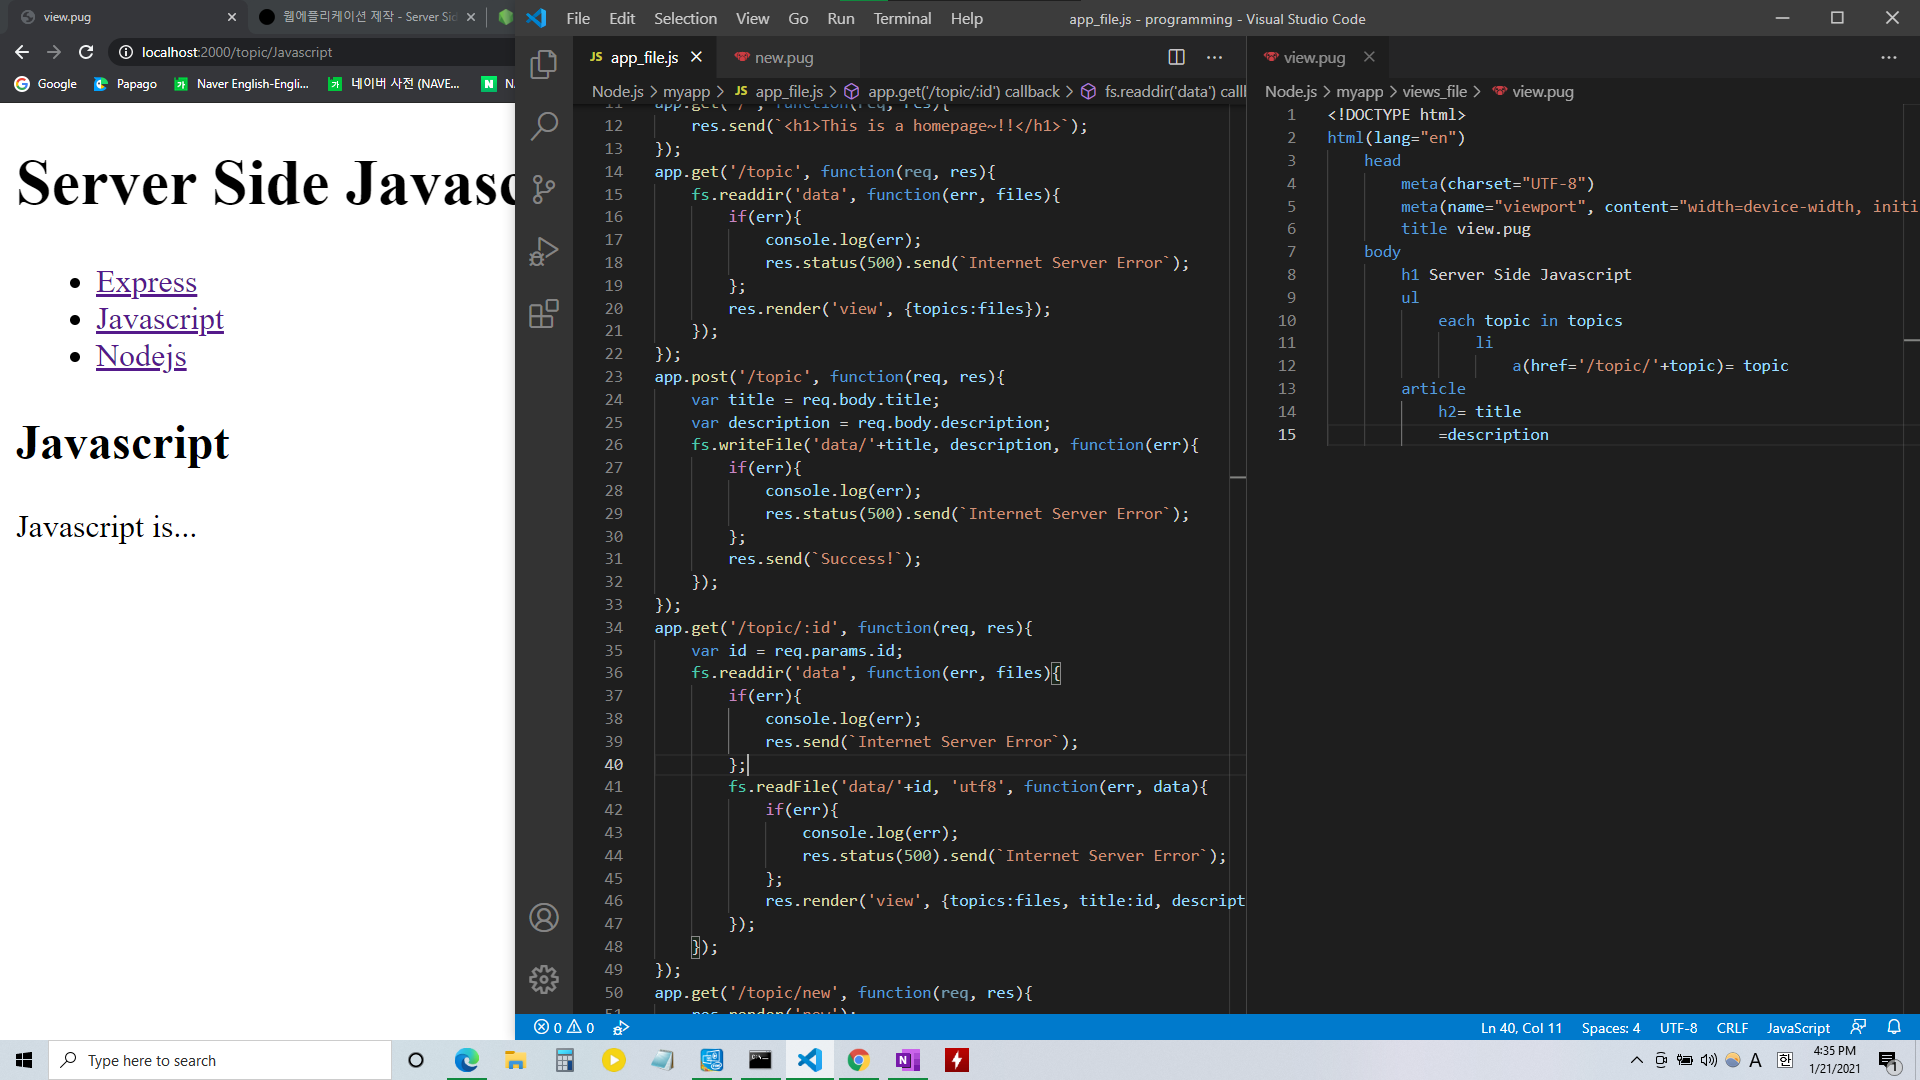 view.pug
웹애플리케이션 제작 - Server Sid
localhost:2000/topic/Javascript
Google
Papago
Naver English-Engli...
네이버 사전 (NAVE...
Server Side Javasc
Express
Javascript
Nodejs
Javascript
Javascript is...
File Edit Selection View Go Run Terminal Help
app_file.js - programming - Visual Studio Code
JS app_file.js
new.pug
Node.js > myapp > JS app_file.js > app.get('/topic/:id') callback > fs.readdir('data') call
11 app.get('/', function(req, res){
12 res.send(`<h1>This is a homepage~!!</h1>`);
13 });
14 app.get('/topic', function(req, res){
15 fs.readdir('data', function(err, files){
16 if(err){
17 console.log(err);
18 res.status(500).send(`Internet Server Error`);
19 };
20 res.render('view', {topics:files});
21 });
22 });
23 app.post('/topic', function(req, res){
24 var title = req.body.title;
25 var description = req.body.description;
26 fs.writeFile('data/'+title, description, function(err){
27 if(err){
28 console.log(err);
29 res.status(500).send(`Internet Server Error`);
30 };
31 res.send(`Success!`);
32 });
33 });
34 app.get('/topic/:id', function(req, res){
35 var id = req.params.id;
36 fs.readdir('data', function(err, files){
37 if(err){
38 console.log(err);
39 res.send(`Internet Server Error`);
40 };
41 fs.readFile('data/'+id, 'utf8', function(err, data){
42 if(err){
43 console.log(err);
44 res.status(500).send(`Internet Server Error`);
45 };
46 res.render('view', {topics:files, title:id, descript
47 });
48 });
49 });
50 app.get('/topic/new', function(req, res){
51 res.render('new');
view.pug
Node.js > myapp > views_file > view.pug
1 <!DOCTYPE html>
2 html(lang="en")
3 head
4 meta(charset="UTF-8")
5 meta(name="viewport", content="width=device-width, initi
6 title view.pug
7 body
8 h1 Server Side Javascript
9 ul
10 each topic in topics
11 li
12 a(href='/topic/'+topic)= topic
13 article
14 h2= title
15 =description
0 0
Ln 40, Col 11 Spaces: 4 UTF-8 CRLF JavaScript
Type here to search
A 한
4:35 PM
1/21/2021
1